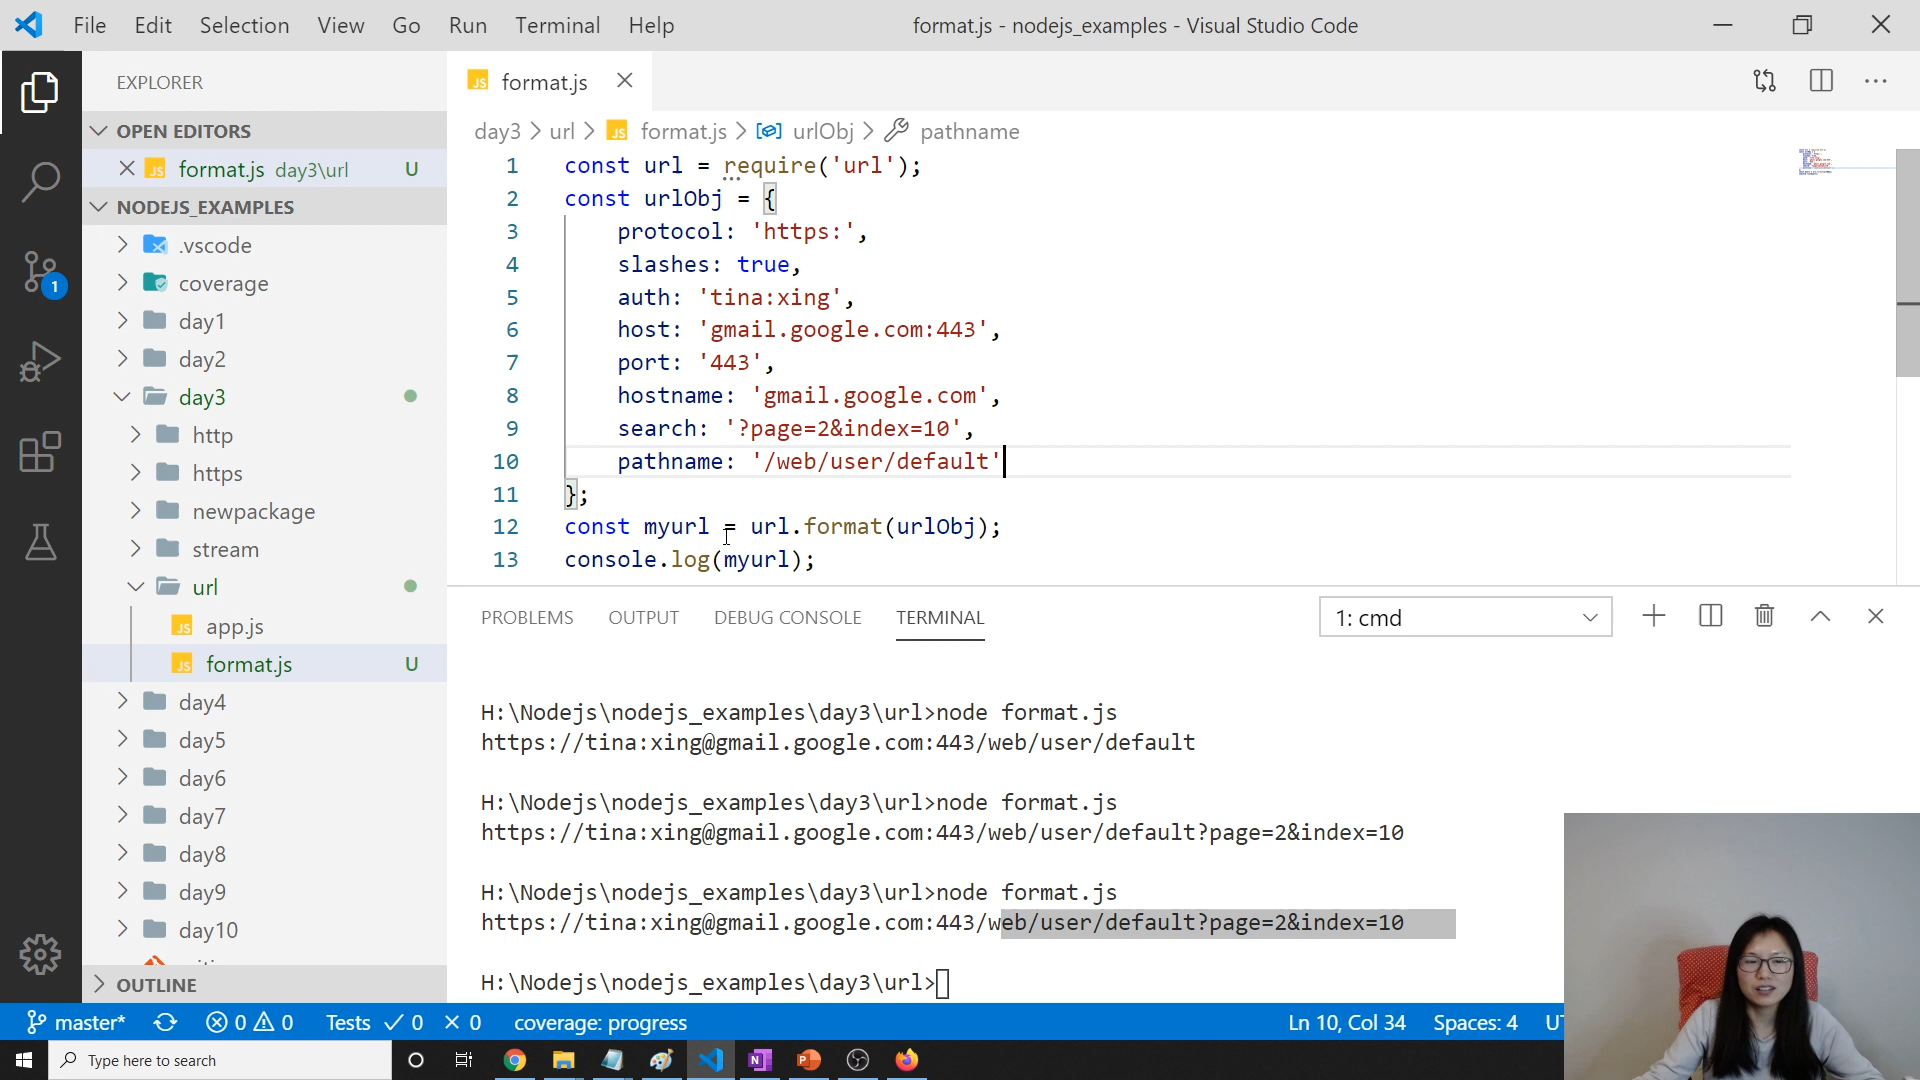 File Edit Selection View Go Run Terminal Help
format.js - nodejs_examples - Visual Studio Code
EXPLORER
OPEN EDITORS
format.js day3\url U
NODEJS_EXAMPLES
.vscode
coverage
day1
day2
day3
http
https
newpackage
stream
url
app.js
format.js U
day4
day5
day6
day7
day8
day9
day10
OUTLINE
format.js
day3 > url > JS format.js > urlObj > pathname
1 const url = require('url');
2 const urlObj = {
3 protocol: 'https:',
4 slashes: true,
5 auth: 'tina:xing',
6 host: 'gmail.google.com:443',
7 port: '443',
8 hostname: 'gmail.google.com',
9 search: '?page=2&index=10',
10 pathname: '/web/user/default'
11 };
12 const myurl = url.format(urlObj);
13 console.log(myurl);
PROBLEMS OUTPUT DEBUG CONSOLE TERMINAL
1: cmd
H:\Nodejs\nodejs_examples\day3\url>node format.js
https://tina:xing@gmail.google.com:443/web/user/default
H:\Nodejs\nodejs_examples\day3\url>node format.js
https://tina:xing@gmail.google.com:443/web/user/default?page=2&index=10
H:\Nodejs\nodejs_examples\day3\url>node format.js
https://tina:xing@gmail.google.com:443/web/user/default?page=2&index=10
H:\Nodejs\nodejs_examples\day3\url>
master* 0 0 Tests 0 0 coverage: progress
Ln 10, Col 34 Spaces: 4
Type here to search